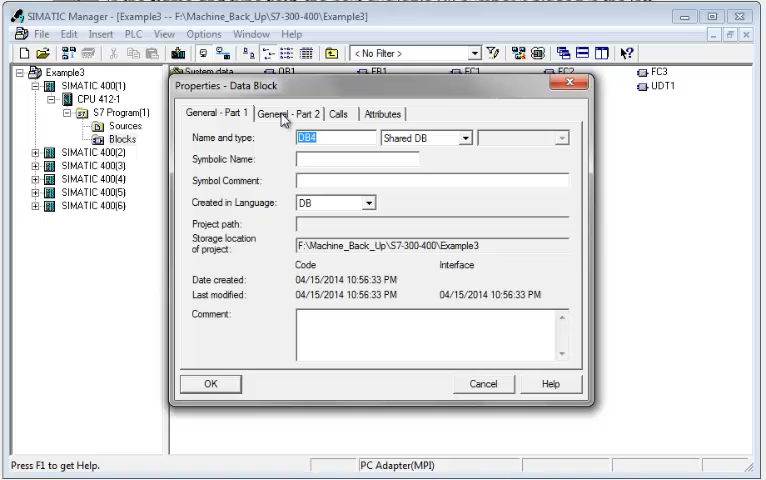 SIMATIC Manager - [Example3 -- F:\Machine_Back_Up\S7-300-400\Example3]
File Edit Insert PLC View Options Window Help
< No Filter >
Example3
SIMATIC 400(1)
CPU 412-1
S7 Program(1)
Sources
Blocks
SIMATIC 400(2)
SIMATIC 400(3)
SIMATIC 400(4)
SIMATIC 400(5)
SIMATIC 400(6)
System data DB1 FB1 FC1 FC2 FC3
UDT1
Properties - Data Block
General - Part 1 General - Part 2 Calls Attributes
Name and type: DB4 Shared DB
Symbolic Name:
Symbol Comment:
Created in Language: DB
Project path:
Storage location
of project: F:\Machine_Back_Up\S7-300-400\Example3
Code Interface
Date created: 04/15/2014 10:56:33 PM
Last modified: 04/15/2014 10:56:33 PM 04/15/2014 10:56:33 PM
Comment:
OK Cancel Help
Press F1 to get Help. PC Adapter(MPI)